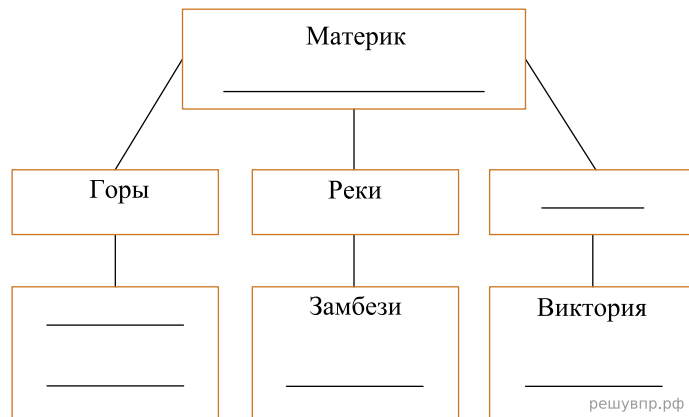 Материк
Горы
Реки
Замбези
Виктория
решувпр.рф